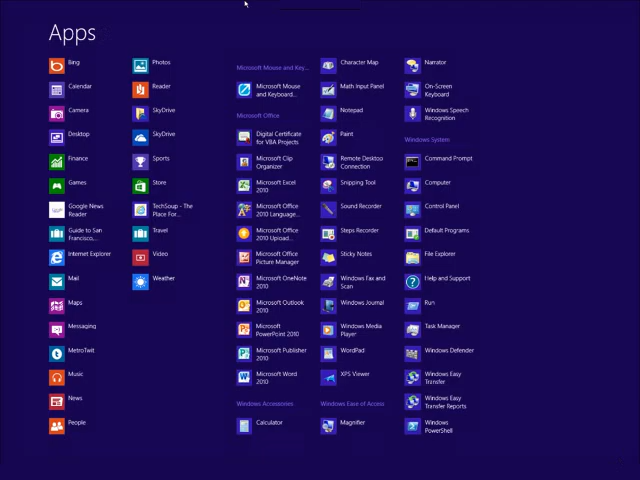 Apps
Bing
Calendar
Camera
Desktop
Finance
Games
Google News
Reader
Guide to San
Francisco,...
Internet Explorer
Mail
Maps
Messaging
MetroTwit
Music
News
People
Photos
Reader
SkyDrive
SkyDrive
Sports
Store
TechSoup - The
Place For...
Travel
Video
Weather
Microsoft Mouse and Key...
Microsoft Mouse
and Keyboard...
Microsoft Office
Digital Certificate
for VBA Projects
Microsoft Clip
Organizer
Microsoft Excel
2010
Microsoft Office
2010 Language...
Microsoft Office
2010 Upload...
Microsoft Office
Picture Manager
Microsoft OneNote
2010
Microsoft Outlook
2010
Microsoft
PowerPoint 2010
Microsoft Publisher
2010
Microsoft Word
2010
Windows Accessories
Calculator
Character Map
Math Input Panel
Notepad
Paint
Remote Desktop
Connection
Snipping Tool
Sound Recorder
Steps Recorder
Sticky Notes
Windows Fax and
Scan
Windows Journal
Windows Media
Player
WordPad
XPS Viewer
Windows Ease of Access
Magnifier
Narrator
On-Screen
Keyboard
Windows Speech
Recognition
Windows System
Command Prompt
Computer
Control Panel
Default Programs
File Explorer
Help and Support
Run
Task Manager
Windows Defender
Windows Easy
Transfer
Windows Easy
Transfer Reports
Windows
PowerShell